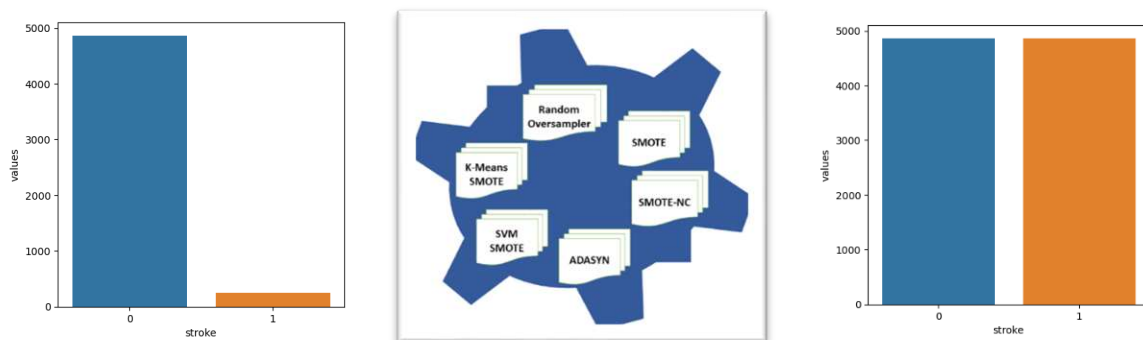 5000
4000
3000
2000
1000
0
values
0 1
stroke
Random
Oversampler
SMOTE
K-Means
SMOTE
SMOTE-NC
SVM
SMOTE
ADASYN
5000
4000
3000
2000
1000
0
values
0 1
stroke